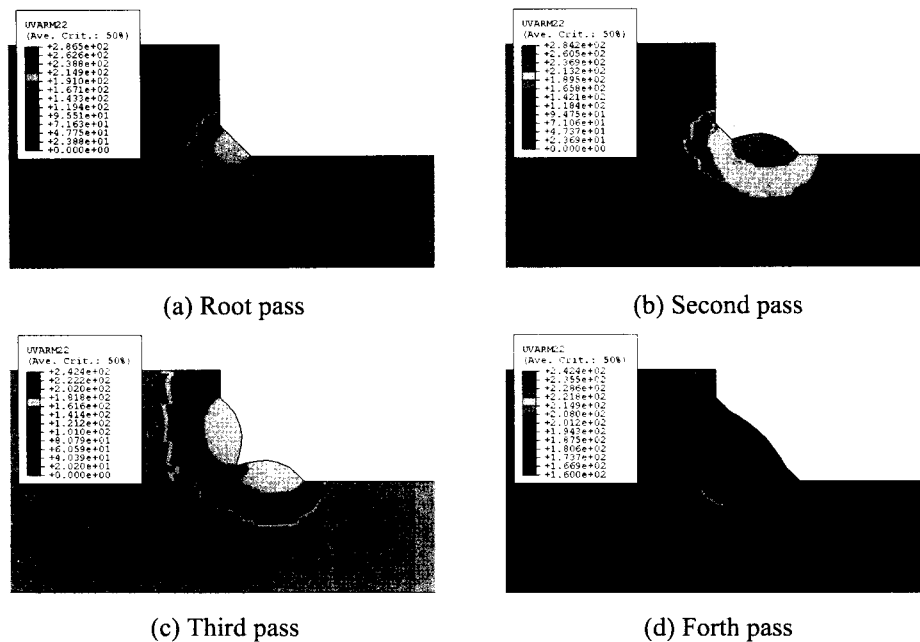 UVARM22
(Ave. Crit.: 50%)
+2.865e+02
+2.626e+02
+2.388e+02
+2.149e+02
+1.910e+02
+1.671e+02
+1.433e+02
+1.194e+02
+9.551e+01
+7.163e+01
+4.775e+01
+2.388e+01
+0.000e+00
(a) Root pass
UVARM22
(Ave. Crit.: 50%)
+2.842e+02
+2.605e+02
+2.369e+02
+2.132e+02
+1.895e+02
+1.658e+02
+1.421e+02
+1.184e+02
+9.475e+01
+7.106e+01
+4.737e+01
+2.369e+01
+0.000e+00
(b) Second pass
UVARM22
(Ave. Crit.: 50%)
+2.424e+02
+2.222e+02
+2.020e+02
+1.818e+02
+1.616e+02
+1.414e+02
+1.212e+02
+1.010e+02
+8.079e+01
+6.059e+01
+4.039e+01
+2.020e+01
+0.000e+00
(c) Third pass
UVARM22
(Ave. Crit.: 50%)
+2.424e+02
+2.355e+02
+2.286e+02
+2.218e+02
+2.149e+02
+2.080e+02
+2.012e+02
+1.943e+02
+1.875e+02
+1.806e+02
+1.737e+02
+1.669e+02
+1.600e+02
(d) Forth pass